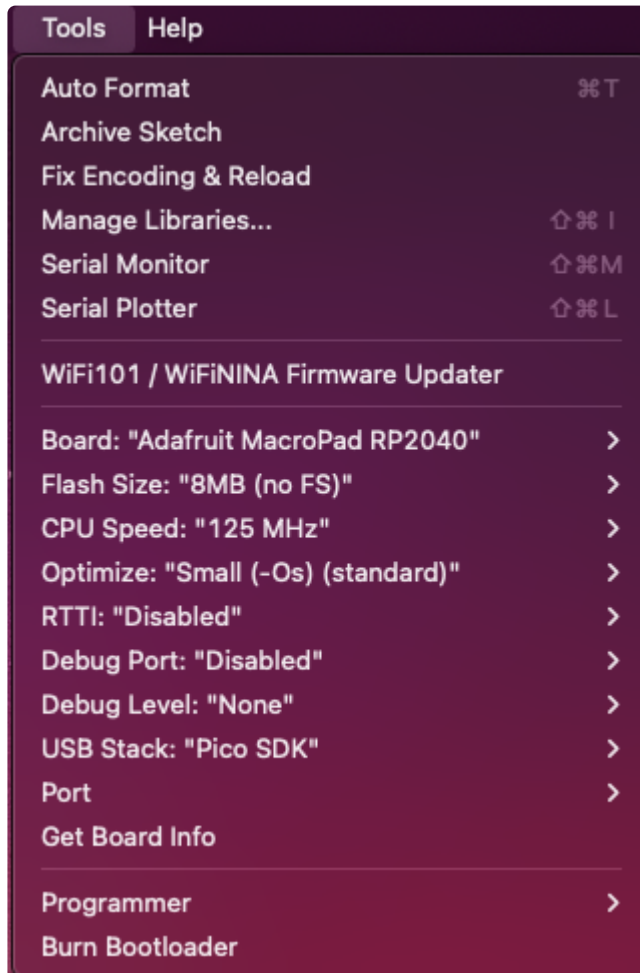 Tools Help
Auto Format ⌘T
Archive Sketch
Fix Encoding & Reload
Manage Libraries... ⇧⌘I
Serial Monitor ⇧⌘M
Serial Plotter ⇧⌘L
WiFi101 / WiFiNINA Firmware Updater
Board: "Adafruit MacroPad RP2040"
Flash Size: "8MB (no FS)"
CPU Speed: "125 MHz"
Optimize: "Small (-Os) (standard)"
RTTI: "Disabled"
Debug Port: "Disabled"
Debug Level: "None"
USB Stack: "Pico SDK"
Port
Get Board Info
Programmer
Burn Bootloader